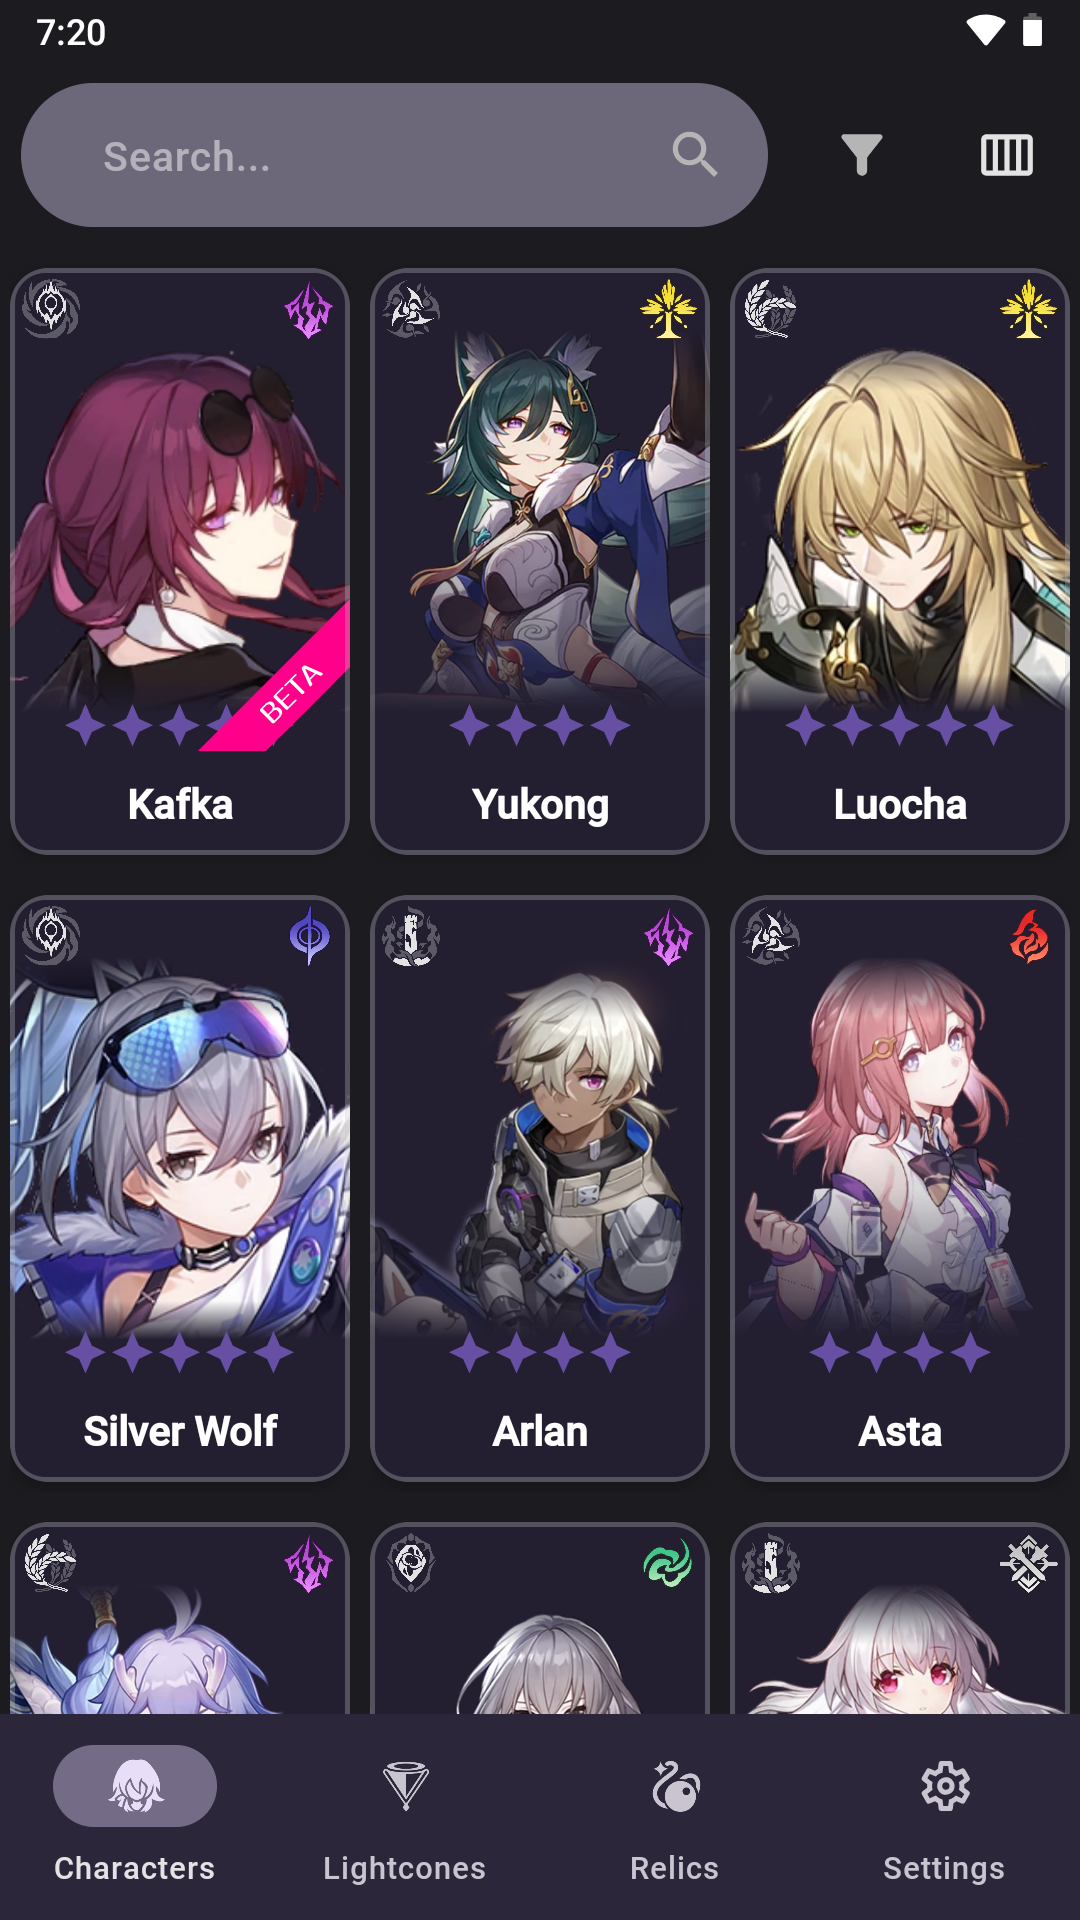 7:20
Search...
BETA
Kafka
Yukong
Luocha
Silver Wolf
Arlan
Asta
Characters
Lightcones
Relics
Settings